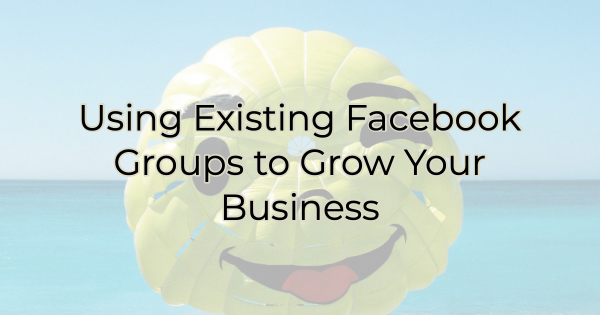 Using Existing Facebook
Groups to Grow Your
Business